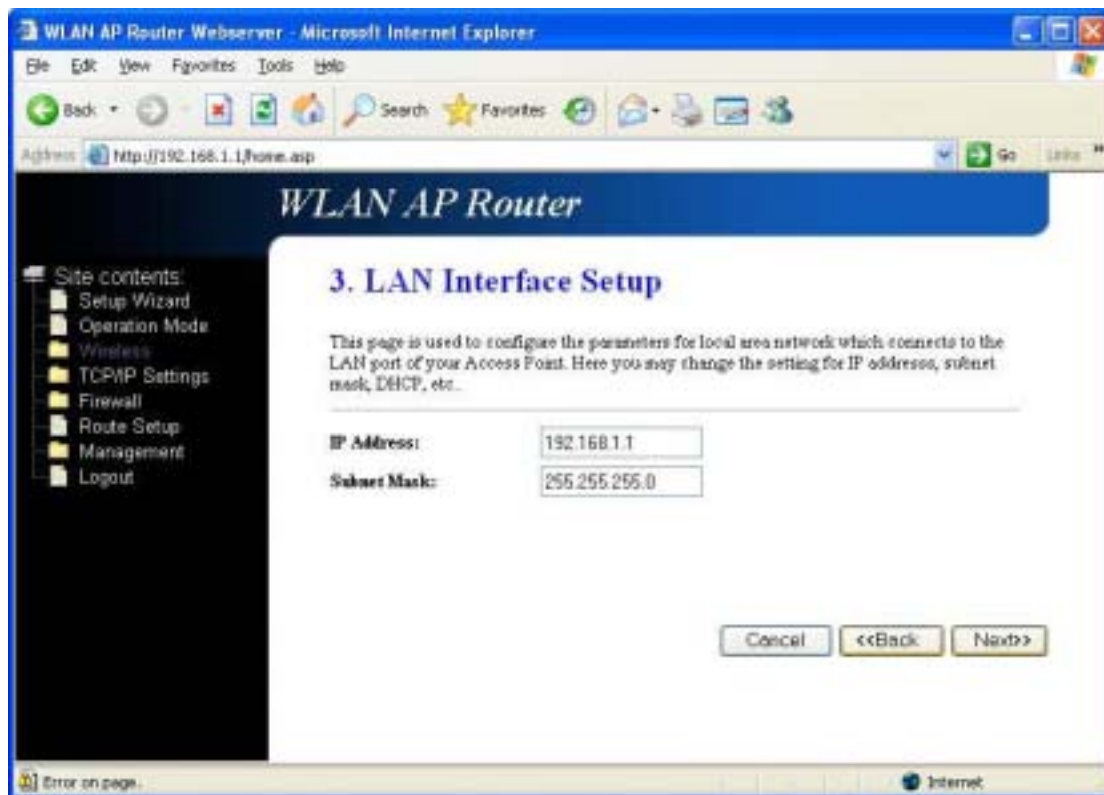 WLAN AP Router Webserver - Microsoft Internet Explorer
File Edit View Favorites Tools Help
Back Search Favorites
Address http://192.168.1.1/home.asp Go Links »
WLAN AP Router
Site contents:
Setup Wizard
Operation Mode
Wireless
TCP/IP Settings
Firewall
Route Setup
Management
Logout
3. LAN Interface Setup
This page is used to configure the parameters for local area network which connects to the
LAN port of your Access Point. Here you may change the setting for IP addresss, subnet
mask, DHCP, etc..
IP Address: 192.168.1.1
Subnet Mask: 255.255.255.0
Cancel <<Back Next>>
Error on page. Internet